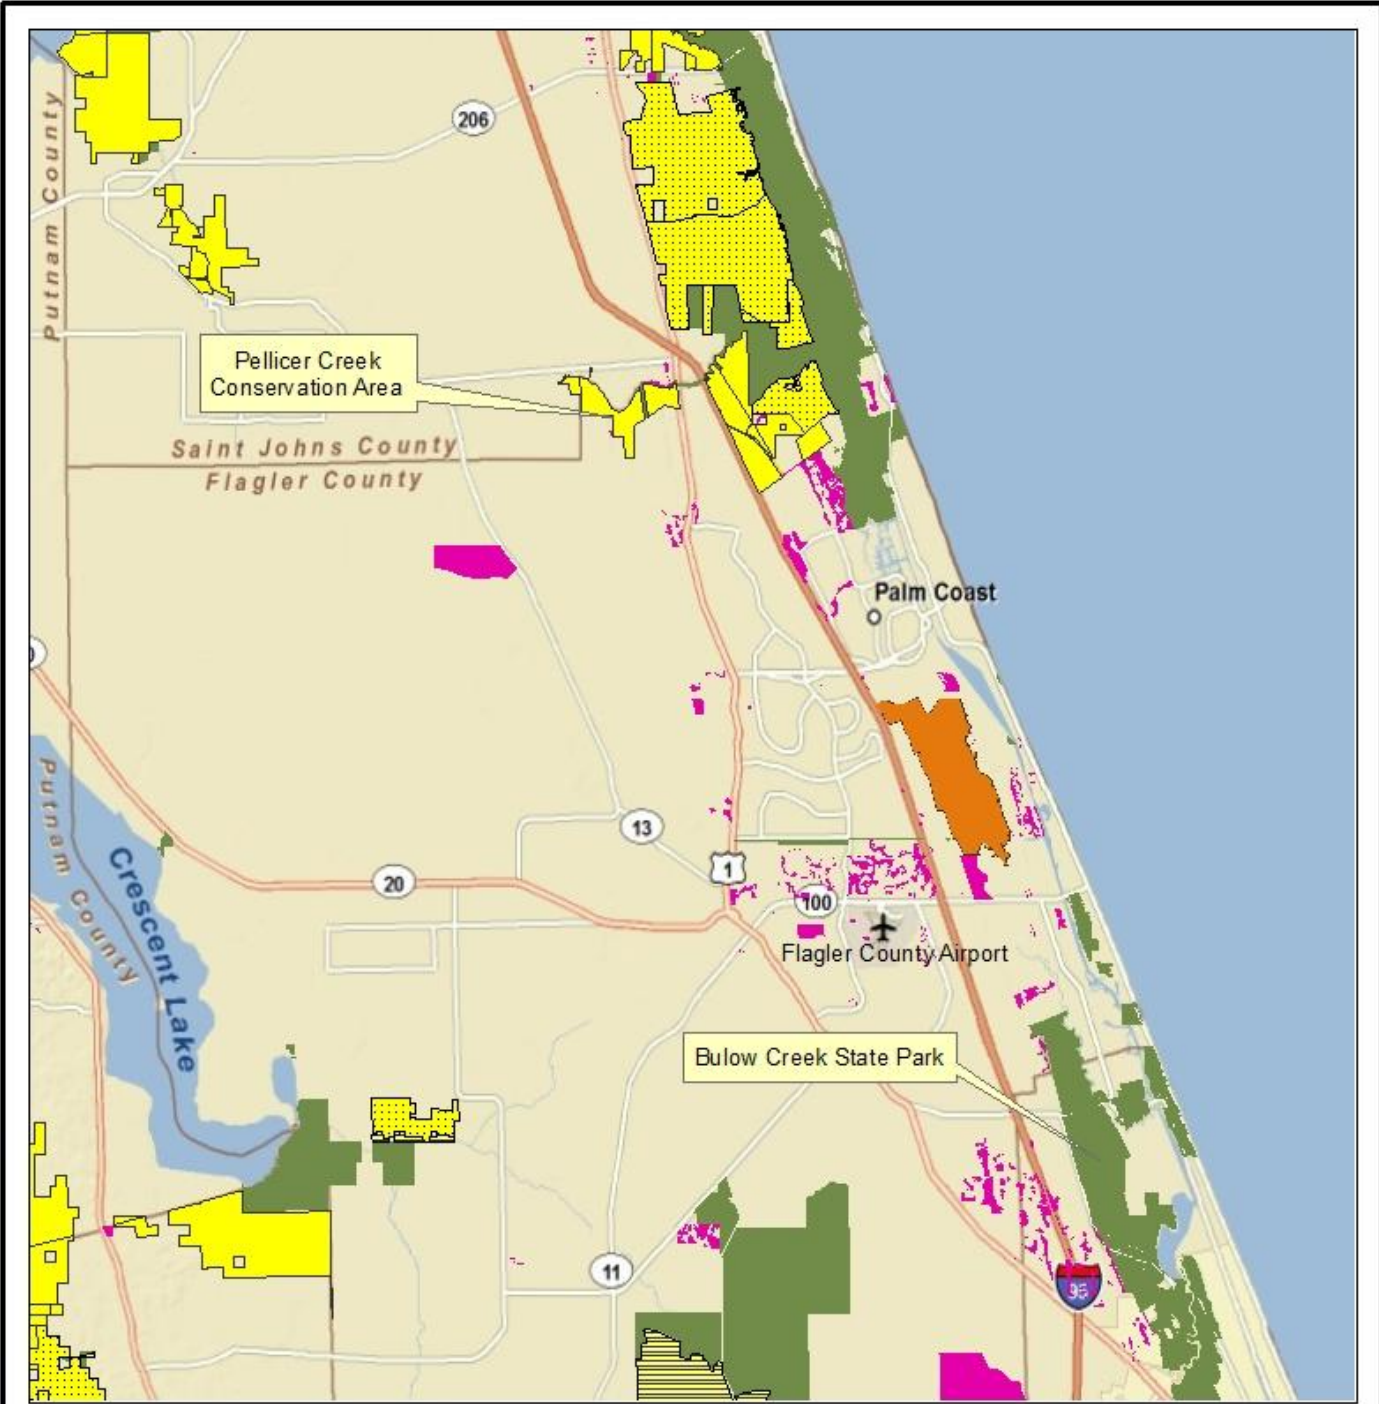 206
Putnam County
Pellicer Creek
Conservation Area
Saint Johns County
Flagler County
Palm Coast
Putnam County
Crescent Lake
13
1
20
100
Flagler County Airport
Bulow Creek State Park
11
95